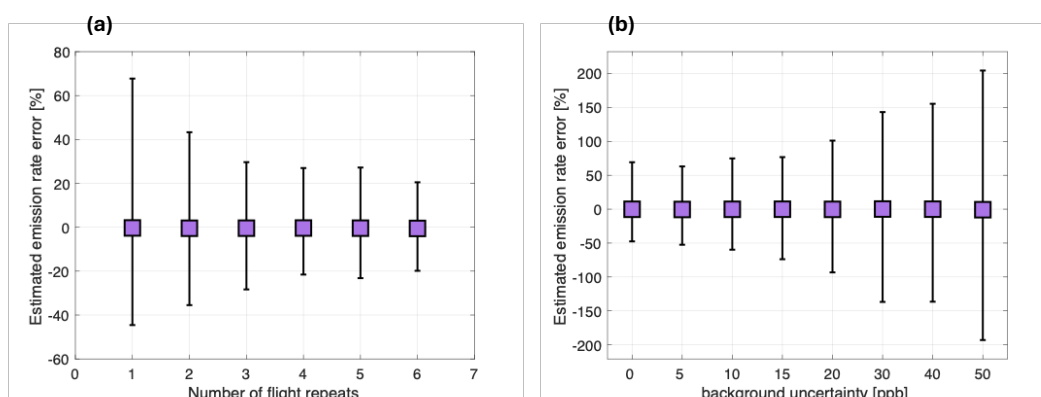 (a)
(b)
Estimated emission rate error [%]
80
60
40
20
0
-20
-40
-60
0 1 2 3 4 5 6 7
Number of flight repeats
Estimated emission rate error [%]
200
150
100
50
0
-50
-100
-150
-200
0 5 10 15 20 30 40 50
background uncertainty [ppb]